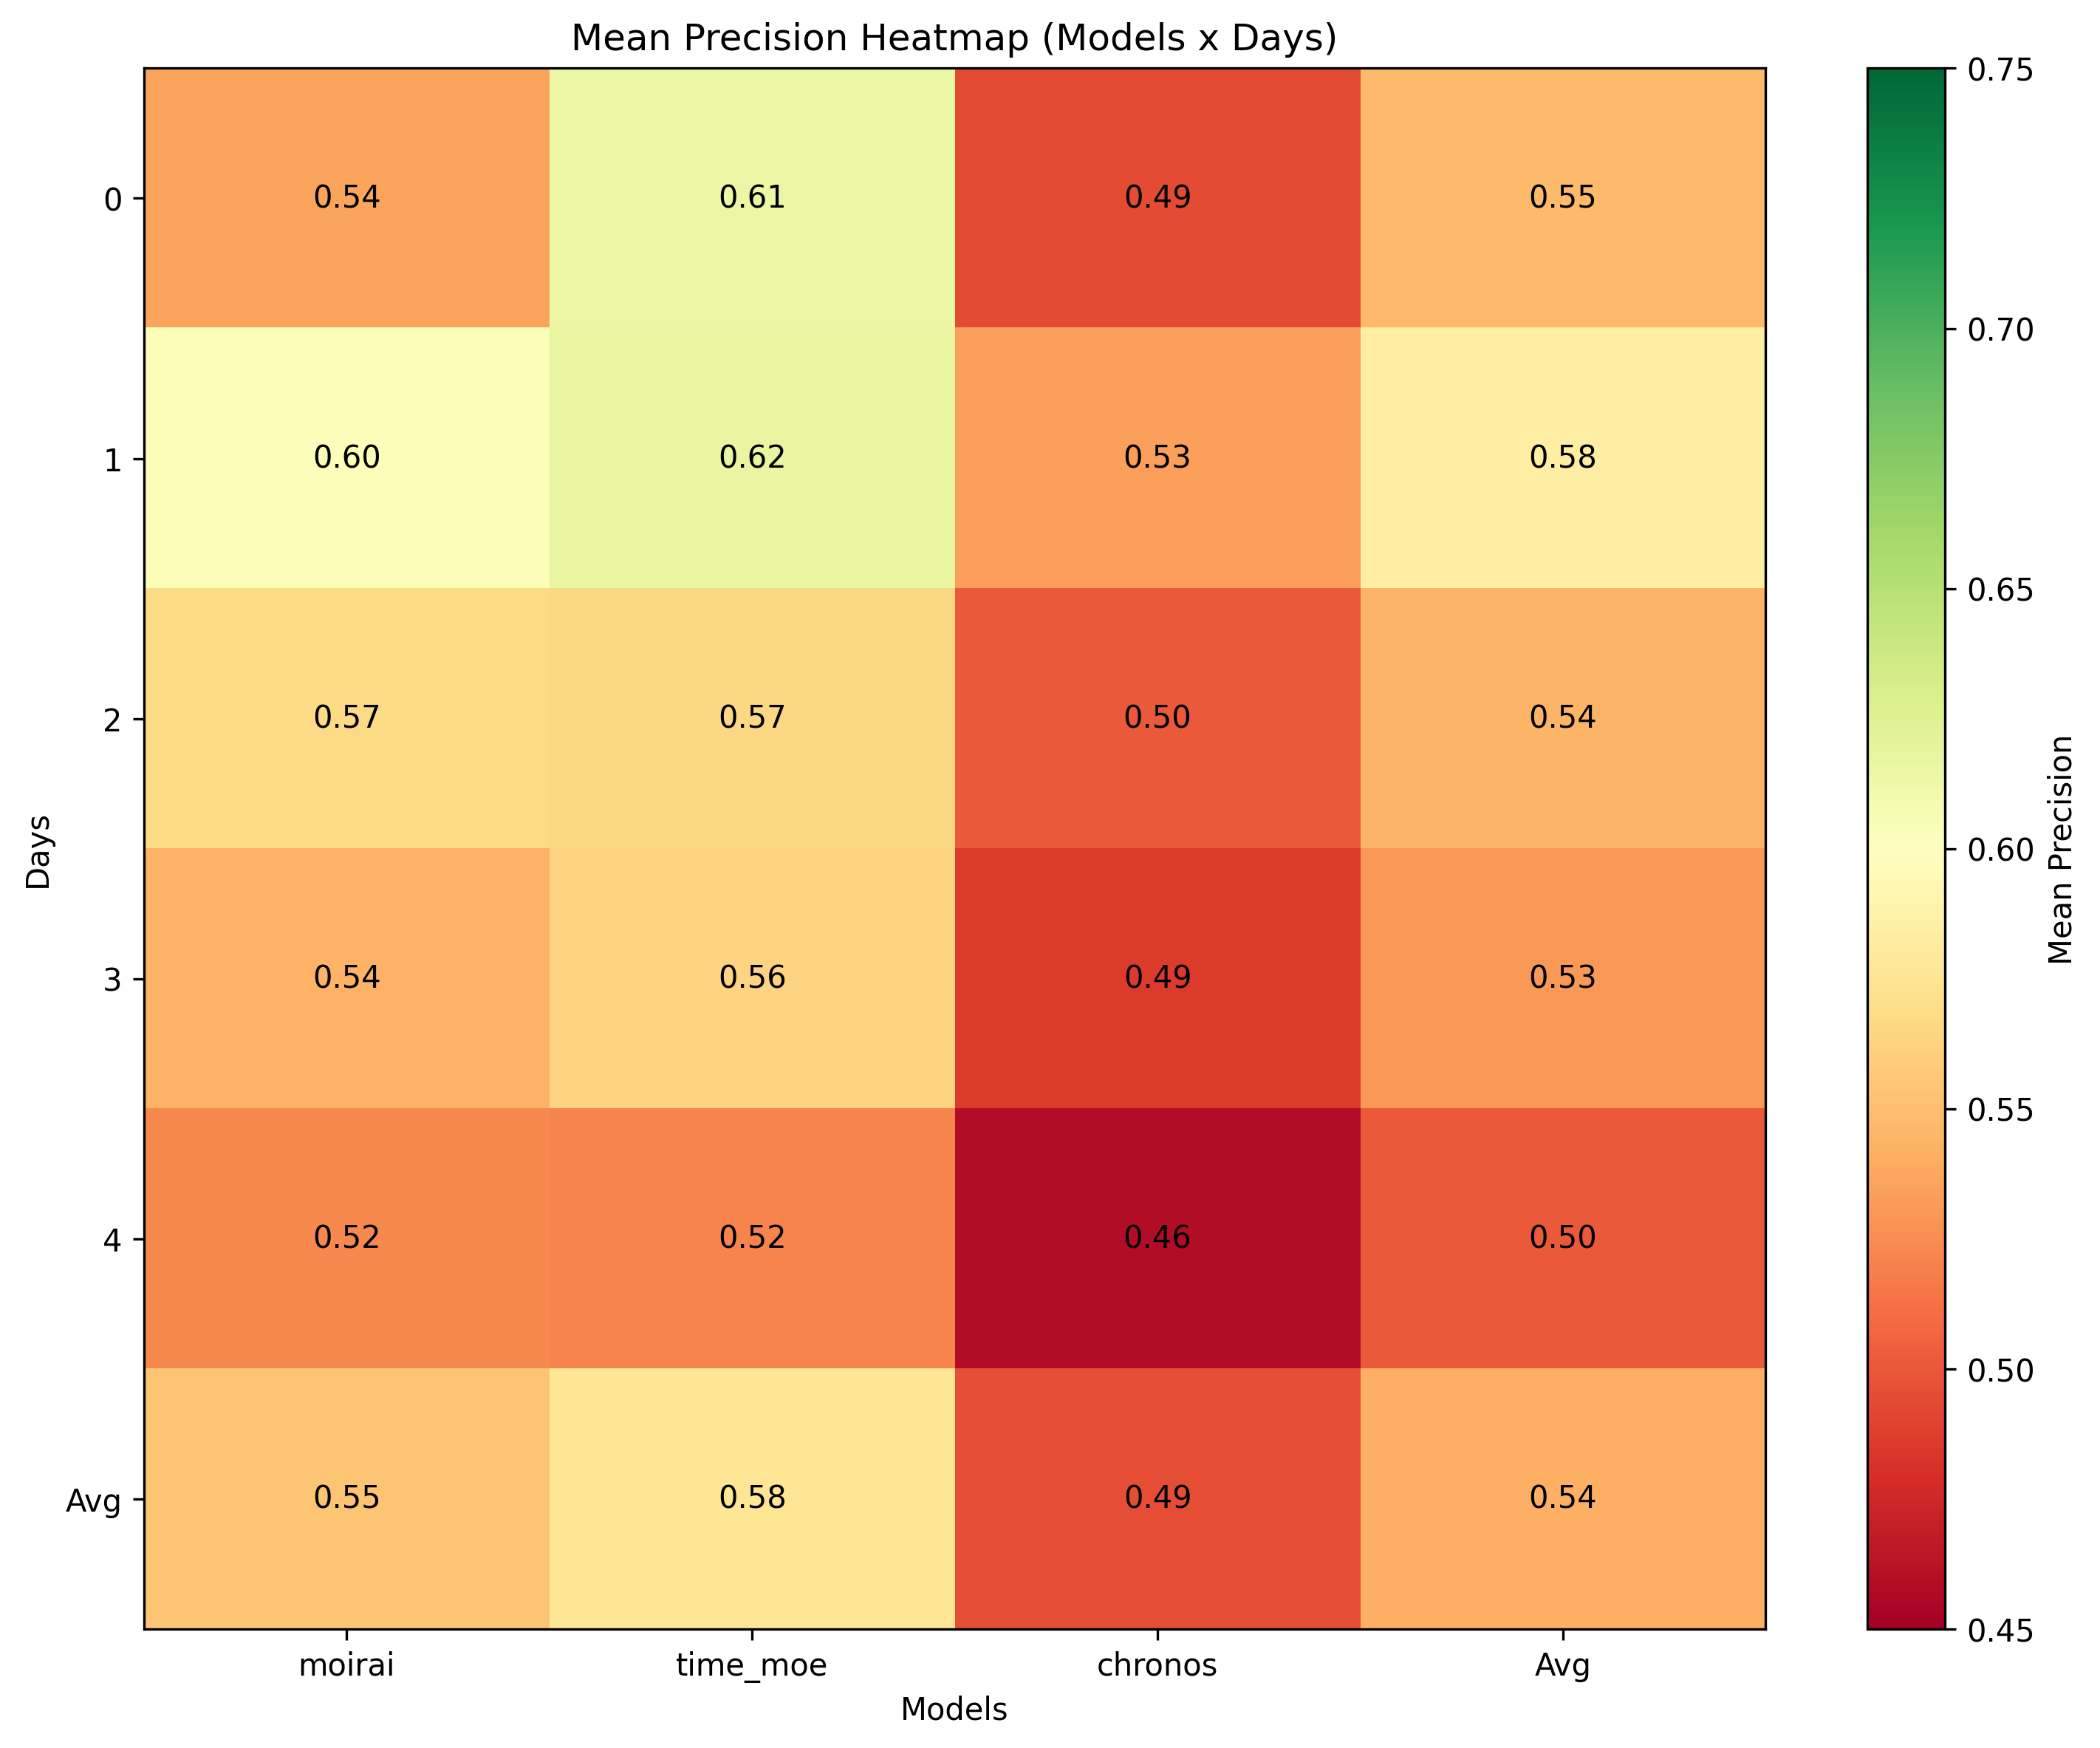 Mean Precision Heatmap (Models x Days)
0 0.54 0.61 0.49 0.55
1 0.60 0.62 0.53 0.58
2 0.57 0.57 0.50 0.54
3 0.54 0.56 0.49 0.53
4 0.52 0.52 0.46 0.50
Avg 0.55 0.58 0.49 0.54
moirai time_moe chronos Avg
Models
Days
0.75
0.70
0.65
0.60
0.55
0.50
0.45
Mean Precision